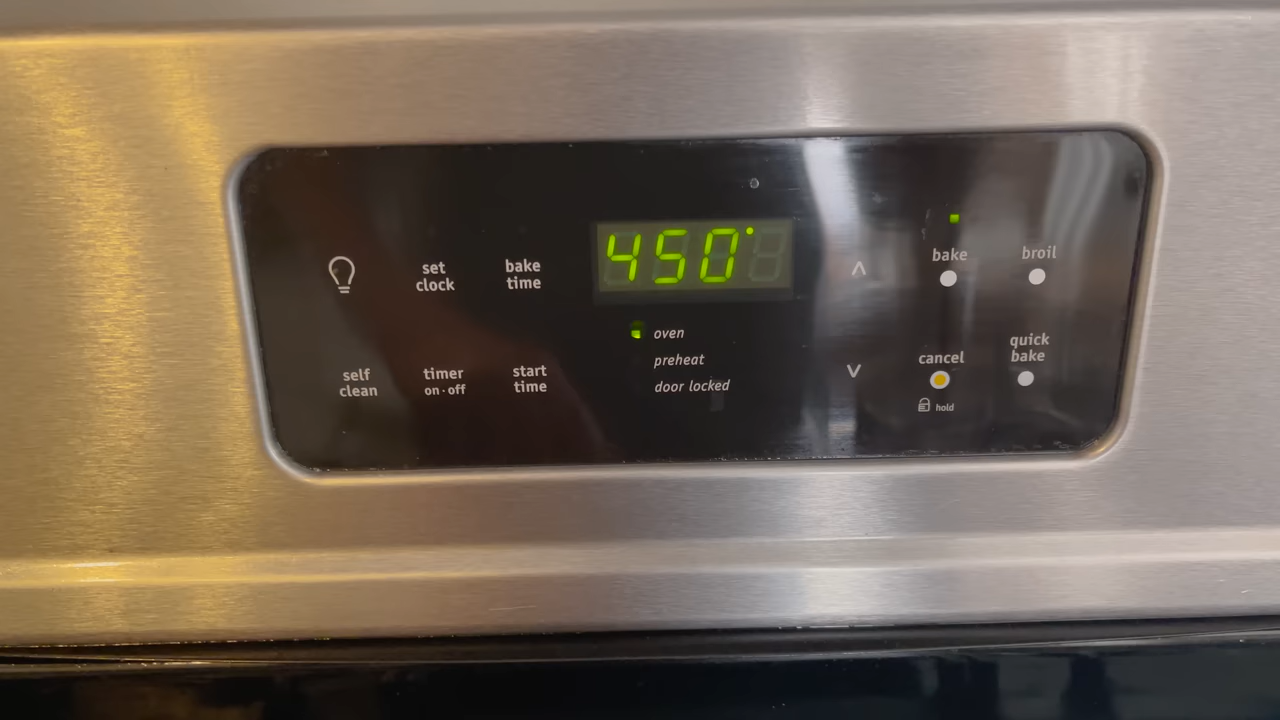 set
clock
bake
time
450°
bake
broil
oven
preheat
door locked
self
clean
timer
on·off
start
time
cancel
hold
quick
bake